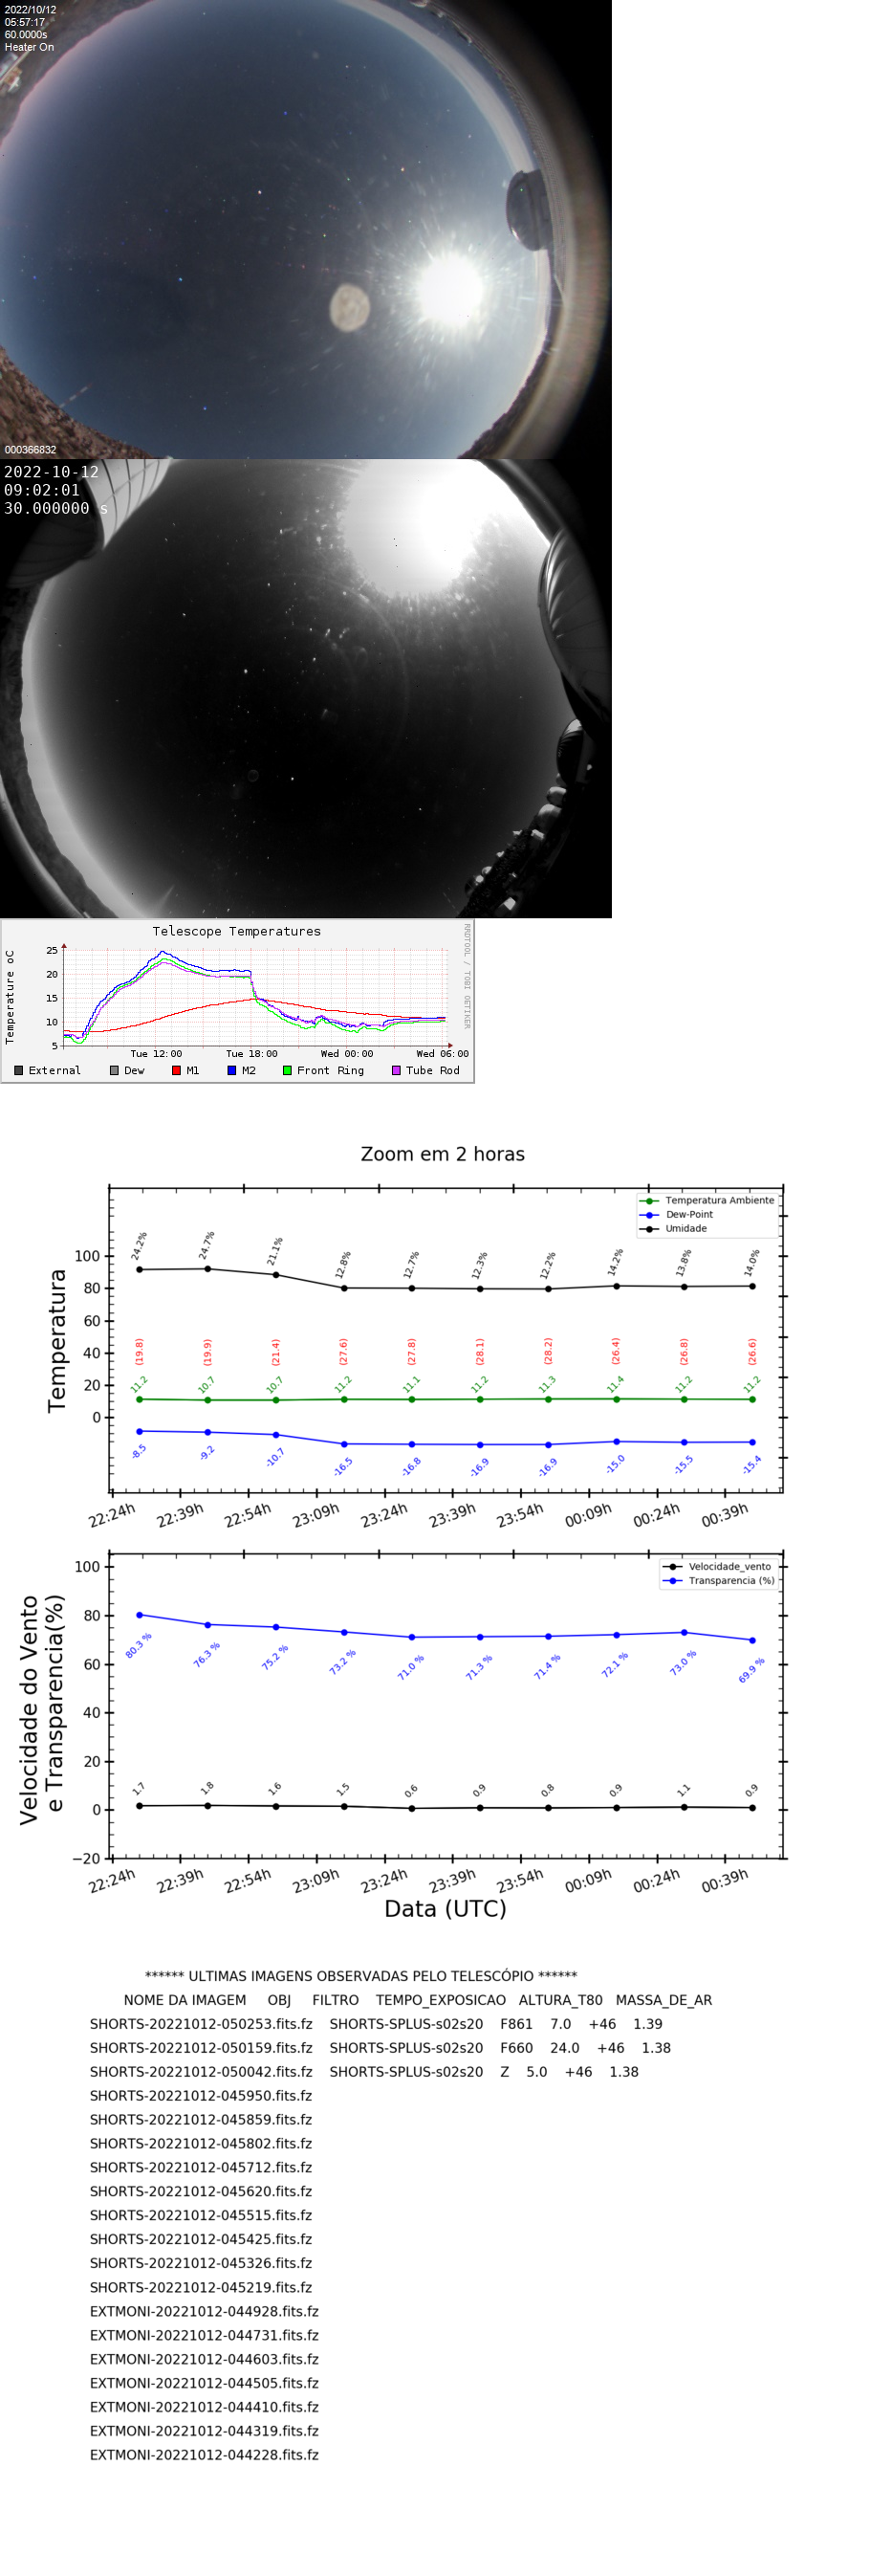 2022/10/12
05:57:17
60.0000s
Heater On
000366832
2022-10-12
09:02:01
30.000000 s
Telescope Temperatures
RRDTOOL / TOBI OETIKER
Temperature oC
25
20
15
10
5
Tue 12:00 Tue 18:00 Wed 00:00 Wed 06:00
External Dew M1 M2 Front Ring Tube Rod
Zoom em 2 horas
Temperatura Ambiente
Dew-Point
Umidade
Temperatura
100
80
60
40
20
0
24.2% 24.7% 21.1% 12.8% 12.7% 12.3% 12.2% 14.2% 13.8% 14.0%
(19.8) (19.9) (21.4) (27.6) (27.8) (28.1) (28.2) (26.4) (26.8) (26.6)
11.2 10.7 10.7 11.2 11.1 11.2 11.3 11.4 11.2 11.2
-8.5 -9.2 -10.7 -16.5 -16.8 -16.9 -16.9 -15.0 -15.5 -15.4
22:24h 22:39h 22:54h 23:09h 23:24h 23:39h 23:54h 00:09h 00:24h 00:39h
Velocidade_vento
Transparencia (%)
Velocidade do Vento
e Transparencia(%)
100
80
60
40
20
0
−20
80.3 % 76.3 % 75.2 % 73.2 % 71.0 % 71.3 % 71.4 % 72.1 % 73.0 % 69.9 %
1.7 1.8 1.6 1.5 0.6 0.9 0.8 0.9 1.1 0.9
22:24h 22:39h 22:54h 23:09h 23:24h 23:39h 23:54h 00:09h 00:24h 00:39h
Data (UTC)
****** ULTIMAS IMAGENS OBSERVADAS PELO TELESCÓPIO ******
NOME DA IMAGEM OBJ FILTRO TEMPO_EXPOSICAO ALTURA_T80 MASSA_DE_AR
SHORTS-20221012-050253.fits.fz SHORTS-SPLUS-s02s20 F861 7.0 +46 1.39
SHORTS-20221012-050159.fits.fz SHORTS-SPLUS-s02s20 F660 24.0 +46 1.38
SHORTS-20221012-050042.fits.fz SHORTS-SPLUS-s02s20 Z 5.0 +46 1.38
SHORTS-20221012-045950.fits.fz
SHORTS-20221012-045859.fits.fz
SHORTS-20221012-045802.fits.fz
SHORTS-20221012-045712.fits.fz
SHORTS-20221012-045620.fits.fz
SHORTS-20221012-045515.fits.fz
SHORTS-20221012-045425.fits.fz
SHORTS-20221012-045326.fits.fz
SHORTS-20221012-045219.fits.fz
EXTMONI-20221012-044928.fits.fz
EXTMONI-20221012-044731.fits.fz
EXTMONI-20221012-044603.fits.fz
EXTMONI-20221012-044505.fits.fz
EXTMONI-20221012-044410.fits.fz
EXTMONI-20221012-044319.fits.fz
EXTMONI-20221012-044228.fits.fz